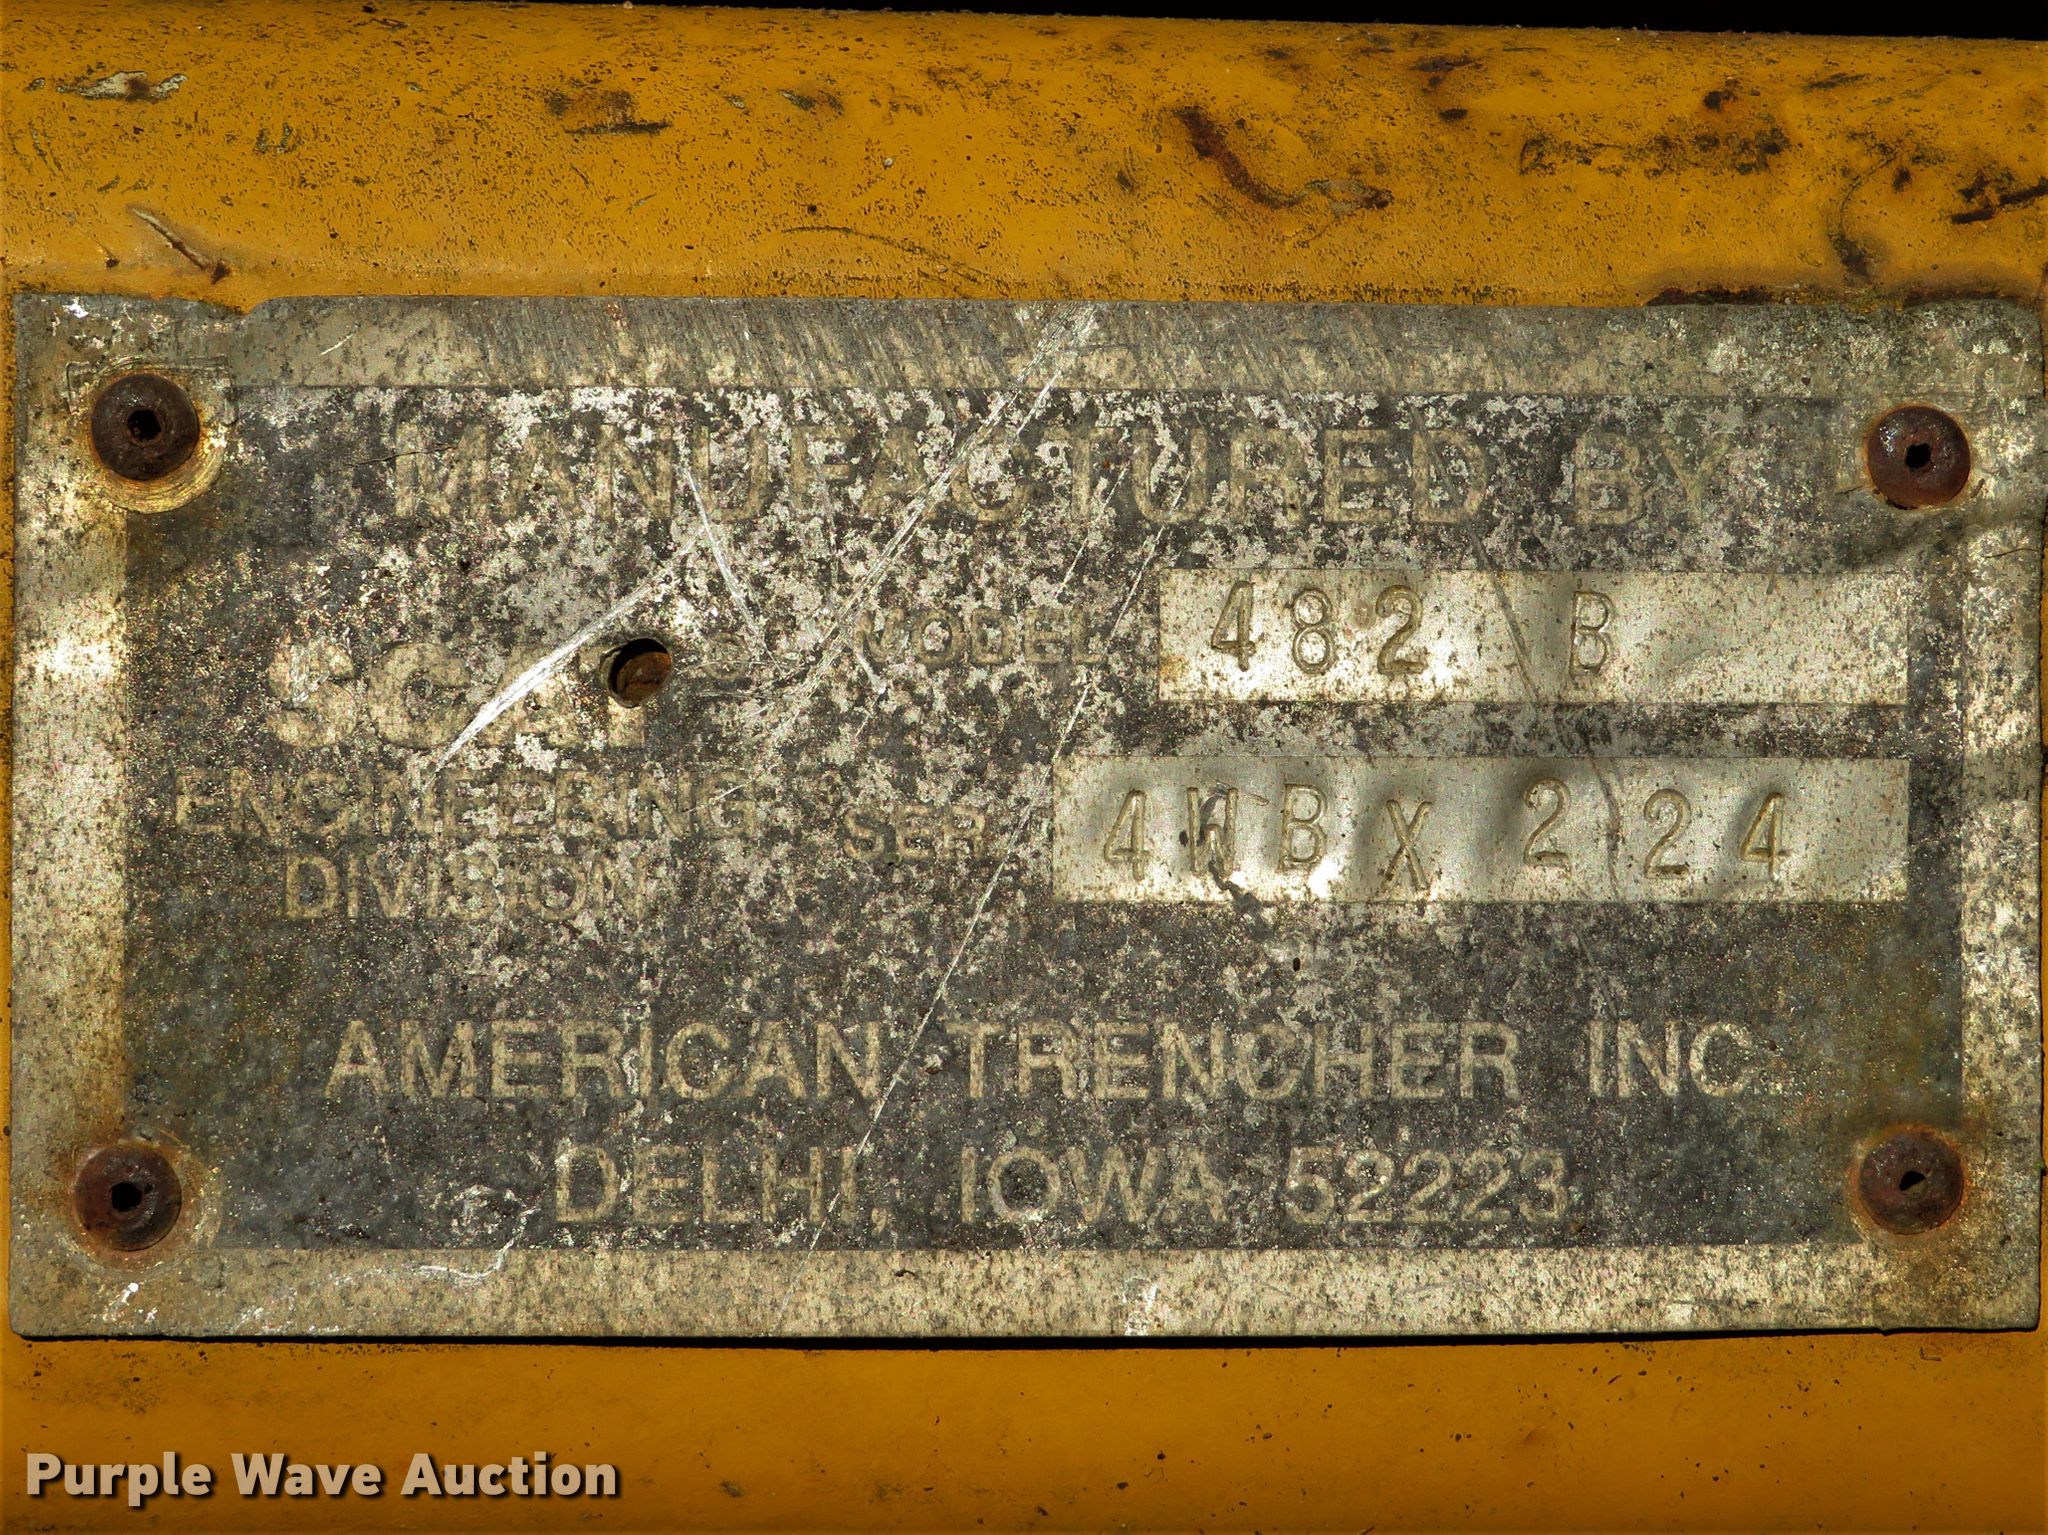 MANUFACTURED BY
MODEL 482 B
ENGINEERING
DIVISION
SER 4WBX 224
AMERICAN TRENCHER INC.
DELHI, IOWA 52223
Purple Wave Auction